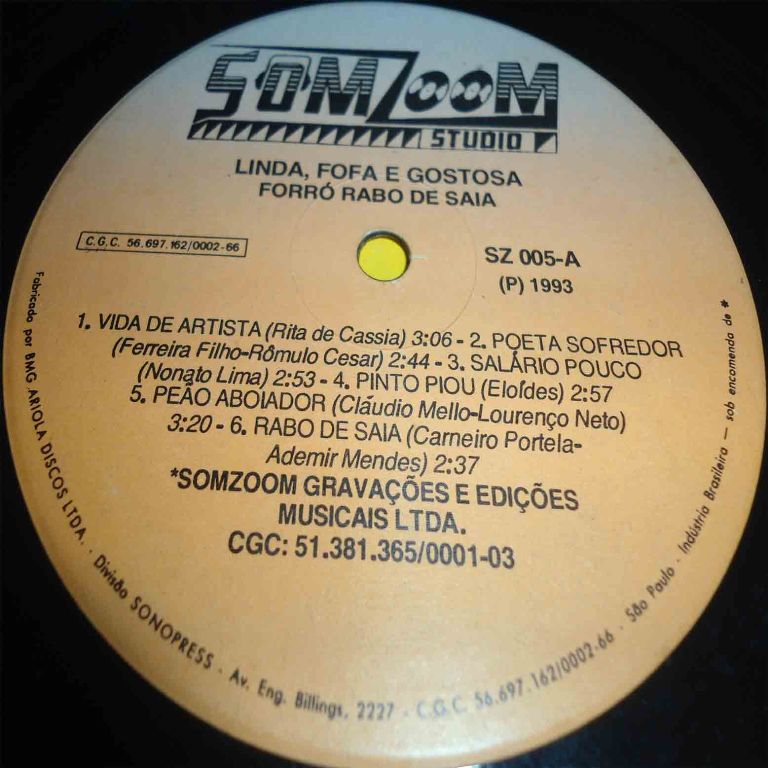 SOMZOOM
STUDIO
LINDA, FOFA E GOSTOSA
FORRÓ RABO DE SAIA
C.G.C. 56.697.162/0002-66
SZ 005-A
(P) 1993
1. VIDA DE ARTISTA (Rita de Cassia) 3:06 - 2. POETA SOFREDOR
(Ferreira Filho-Rômulo Cesar) 2:44 - 3. SALÁRIO POUCO
(Nonato Lima) 2:53 - 4. PINTO PIOU (Eloídes) 2:57
5. PEÃO ABOIADOR (Cláudio Mello-Lourenço Neto)
3:20 - 6. RABO DE SAIA (Carneiro Portela-
Ademir Mendes) 2:37
*SOMZOOM GRAVAÇÕES E EDIÇÕES
MUSICAIS LTDA.
CGC: 51.381.365/0001-03
Fabricado por BMG ARIOLA DISCOS LTDA. - Divisão SONOPRESS - Av. Eng. Billings, 2227 - C.G.C. 56.697.162/0002-66 - São Paulo - Indústria Brasileira — sob encomenda de *